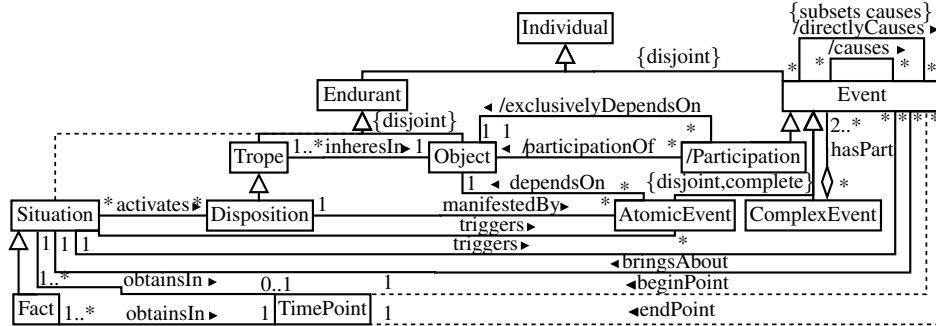 {subsets causes}
Individual
/directlyCauses ►
/causes ►
{disjoint}
* * * *
Endurant
Event
◄ /exclusivelyDependsOn
{disjoint}
1 1 *
* * * *
2..*
Trope
1..* inheresIn► 1
Object
◄ /participationOf *
/Participation
hasPart
1
◄ dependsOn *
{disjoint,complete}
*
Situation
* activates► *
Disposition
1 manifestedBy► *
AtomicEvent
ComplexEvent
triggers ►
1 1 1
triggers ►
*
◄bringsAbout
1..* obtainsIn ► 0..1
1 ◄beginPoint
Fact
1..* obtainsIn ► 1
TimePoint
1 ◄endPoint